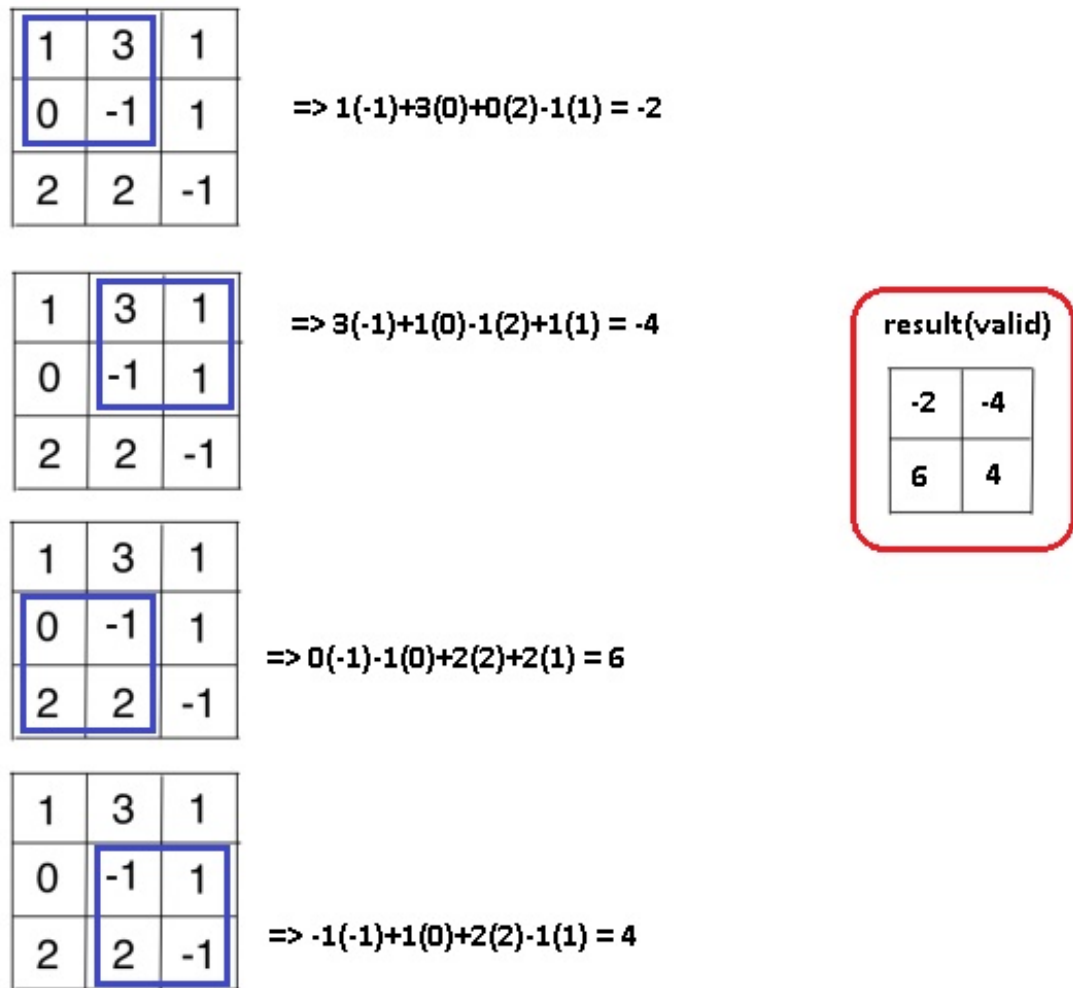 1 3 1
0 -1 1
2 2 -1
=> 1(-1)+3(0)+0(2)-1(1) = -2
1 3 1
0 -1 1
2 2 -1
=> 3(-1)+1(0)-1(2)+1(1) = -4
result(valid)
-2 -4
6 4
1 3 1
0 -1 1
2 2 -1
=> 0(-1)-1(0)+2(2)+2(1) = 6
1 3 1
0 -1 1
2 2 -1
=> -1(-1)+1(0)+2(2)-1(1) = 4